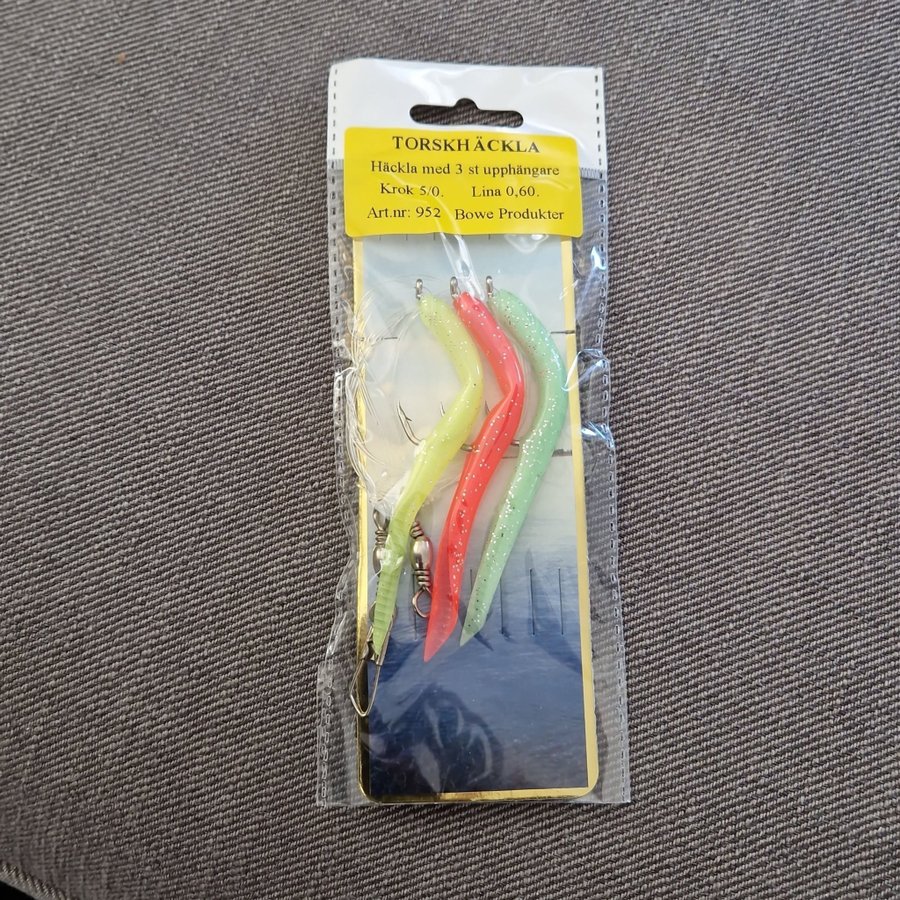 TORSKHÄCKLA
Häckla med 3 st upphängare
Krok 5/0. Lina 0,60.
Art.nr: 952 Bowe Produkter